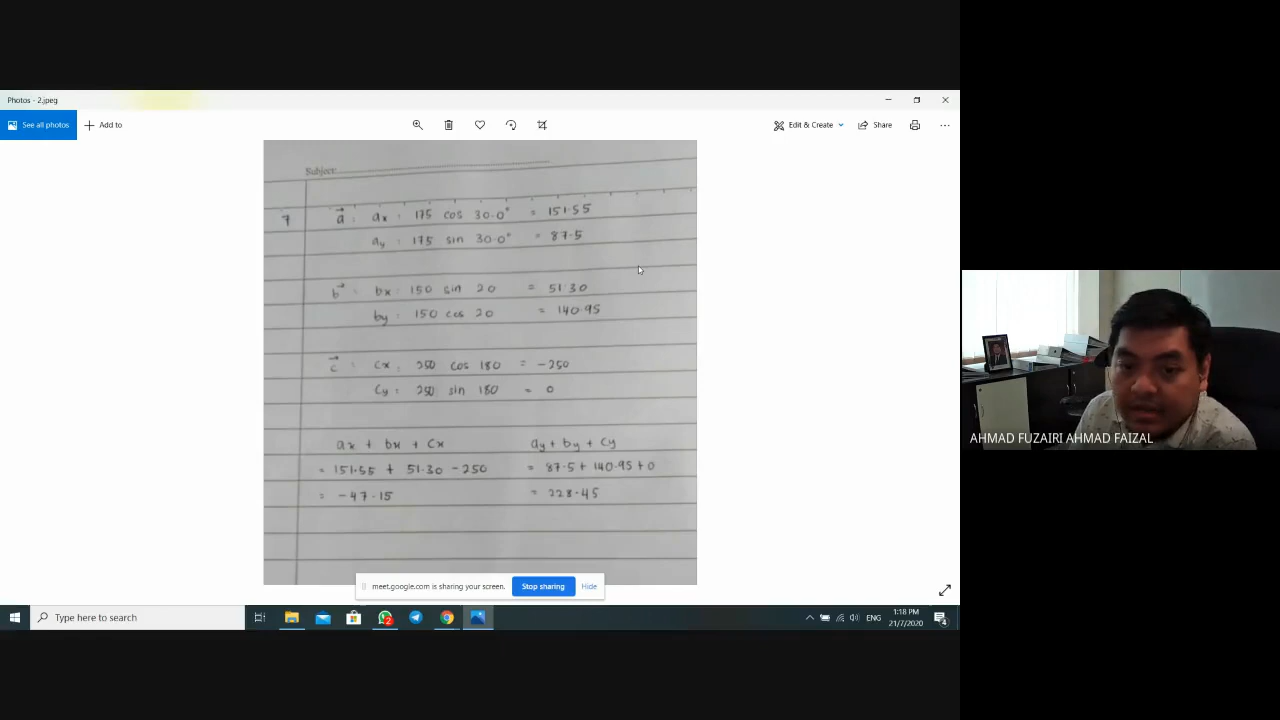 Photos - 2.jpeg
See all photos
Add to
Edit & Create
Share
Subject:
7
a⃗ : ax : 175 cos 30.0° = 151.55
ay : 175 sin 30.0° = 87.5
b⃗ : bx : 150 sin 20 = 51.30
by : 150 cos 20 = 140.95
c⃗ : cx : 250 cos 180 = -250
cy : 250 sin 180 = 0
ax + bx + cx
= 151.55 + 51.30 - 250
= -47.15
ay + by + cy
= 87.5 + 140.95 + 0
= 228.45
meet.google.com is sharing your screen.
Stop sharing
Hide
AHMAD FUZAIRI AHMAD FAIZAL
Type here to search
2
ENG
1:18 PM
21/7/2020
4